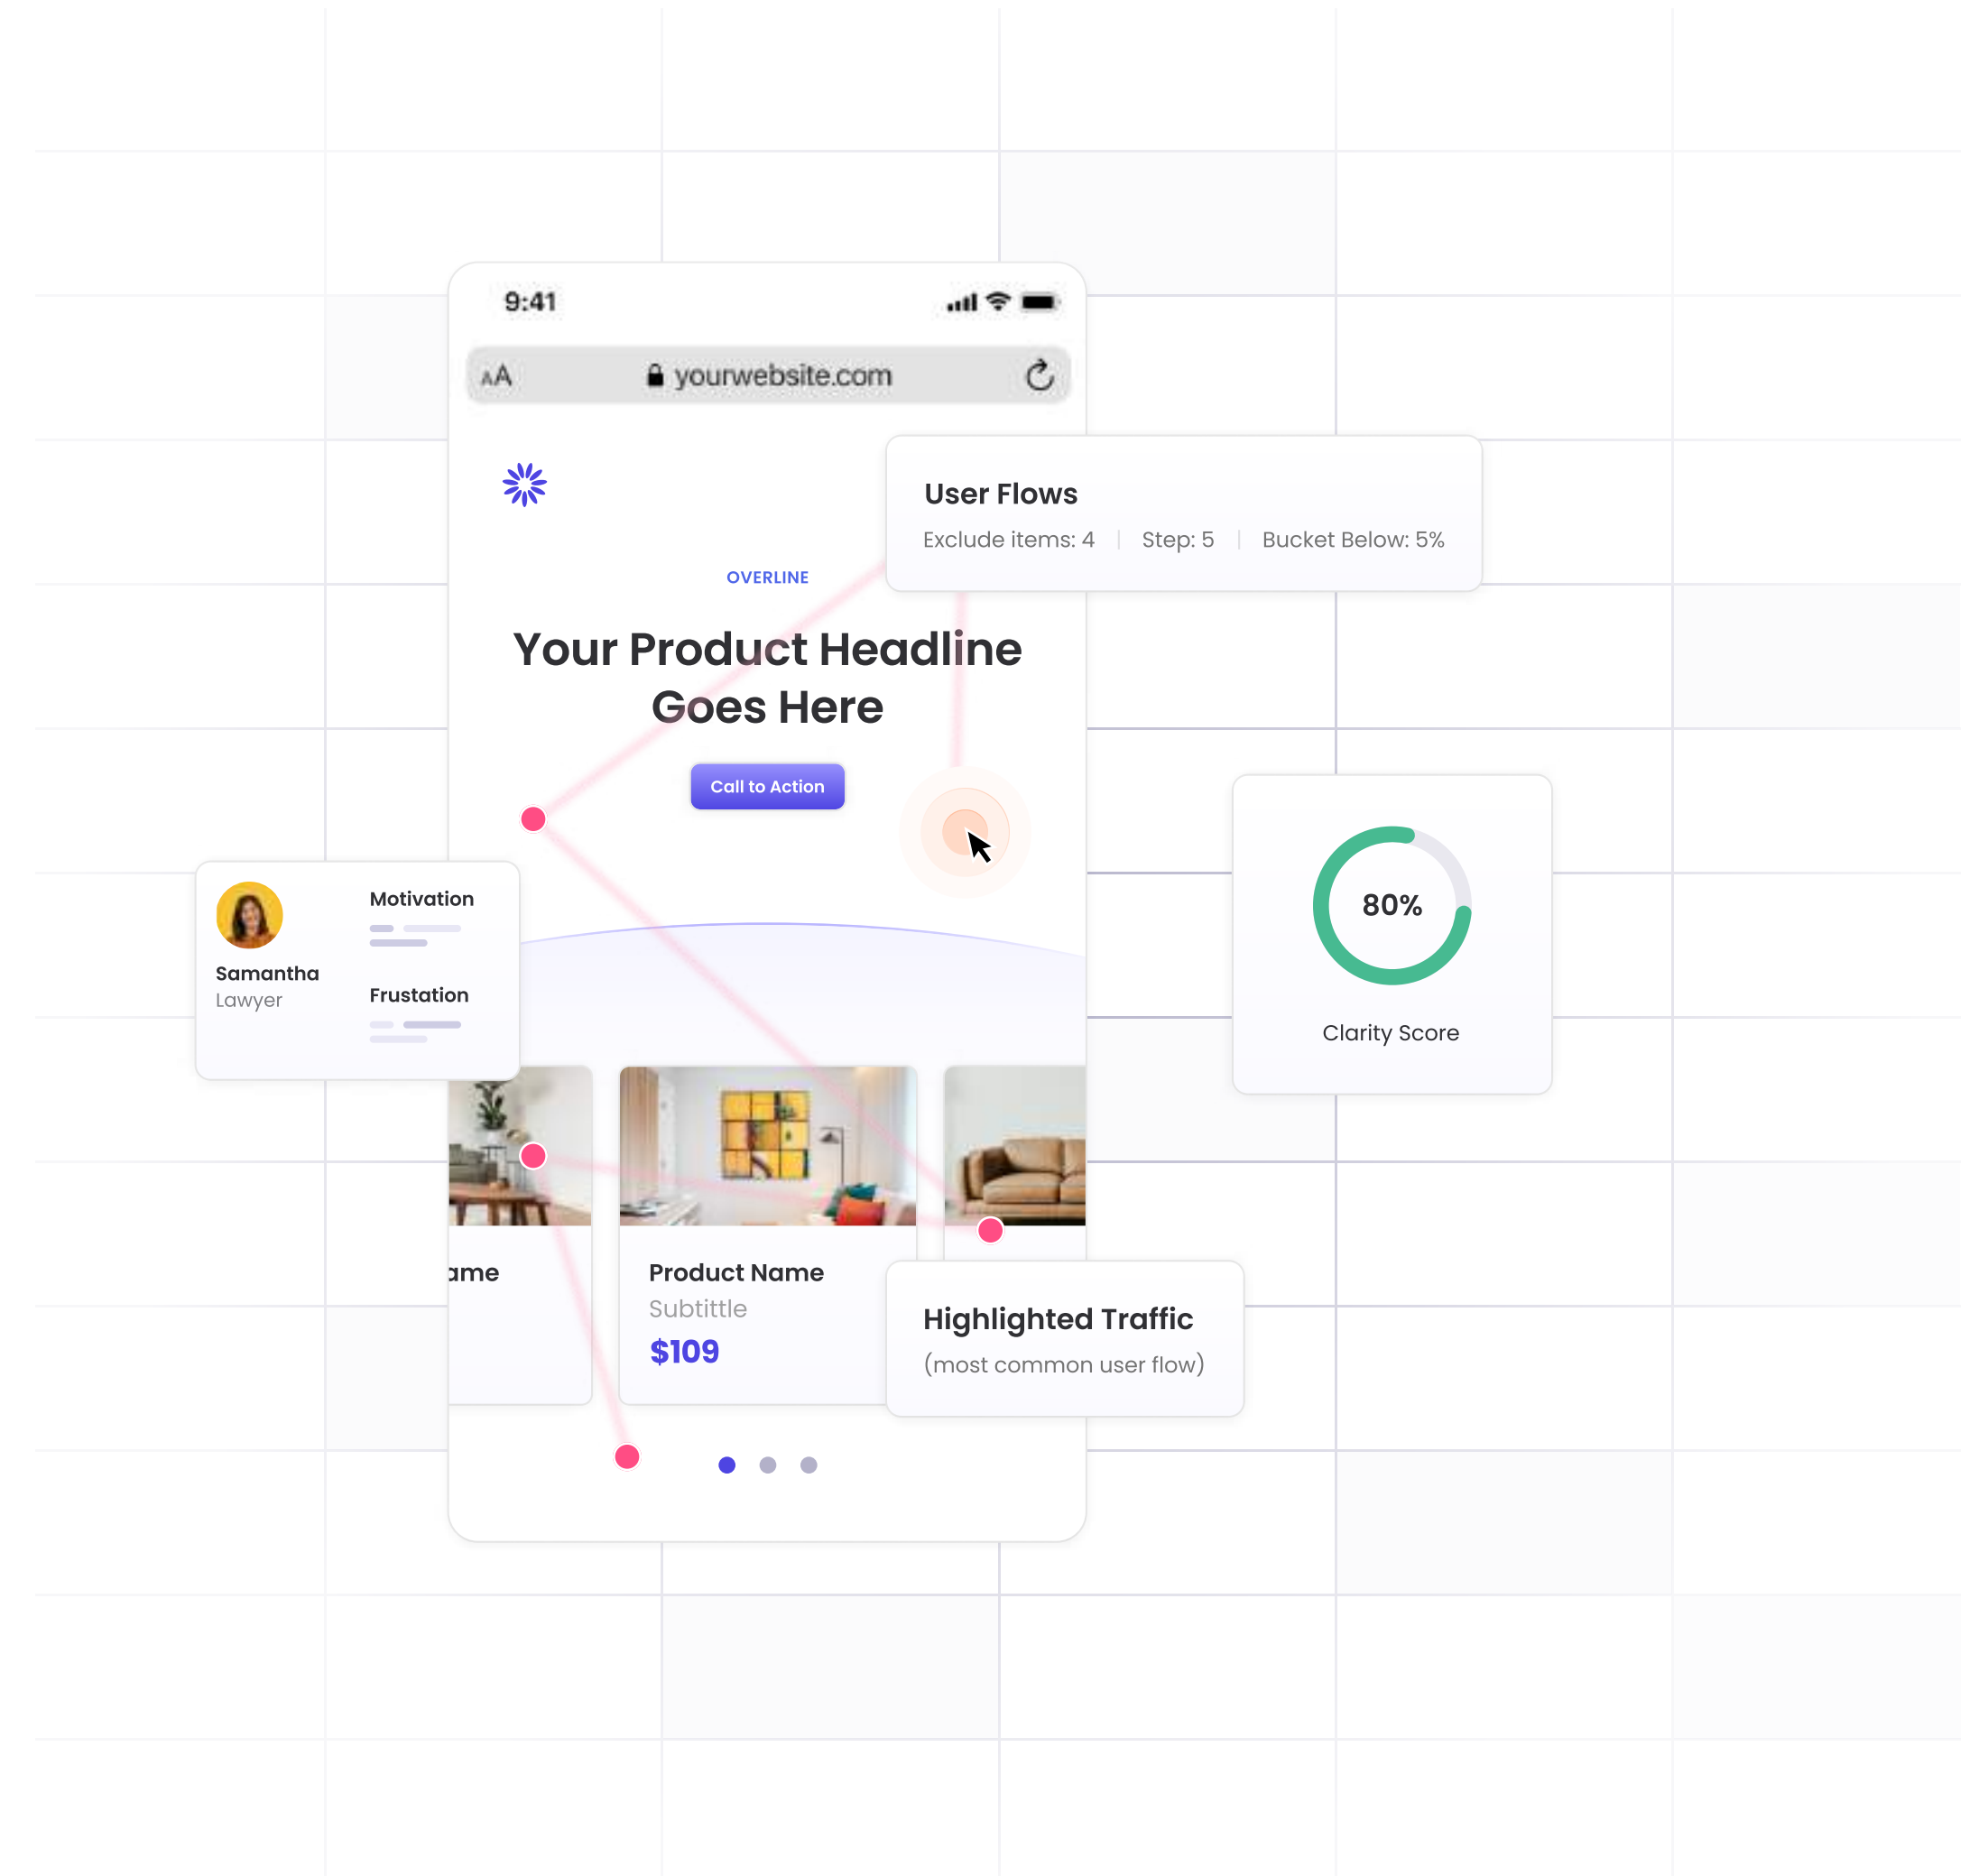 9:41
AA
yourwebsite.com
User Flows
Exclude items: 4 | Step: 5 | Bucket Below: 5%
OVERLINE
Your Product Headline
Goes Here
Call to Action
80%
Clarity Score
Samantha
Lawyer
Motivation
Frustation
ame
Product Name
Subtittle
$109
Highlighted Traffic
(most common user flow)